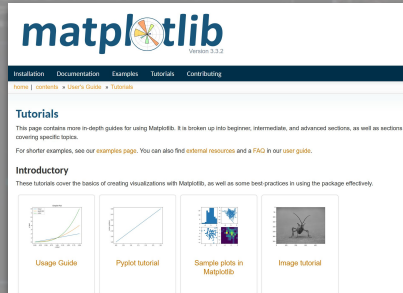 matplotlib
Version 3.3.2
Installation Documentation Examples Tutorials Contributing
home | contents » User's Guide » Tutorials
Tutorials
This page contains more in-depth guides for using Matplotlib. It is broken up into beginner, intermediate, and advanced sections, as well as sections
covering specific topics.
For shorter examples, see our examples page. You can also find external resources and a FAQ in our user guide.
Introductory
These tutorials cover the basics of creating visualizations with Matplotlib, as well as some best-practices in using the package effectively.
Usage Guide
Pyplot tutorial
Sample plots in
Matplotlib
Image tutorial